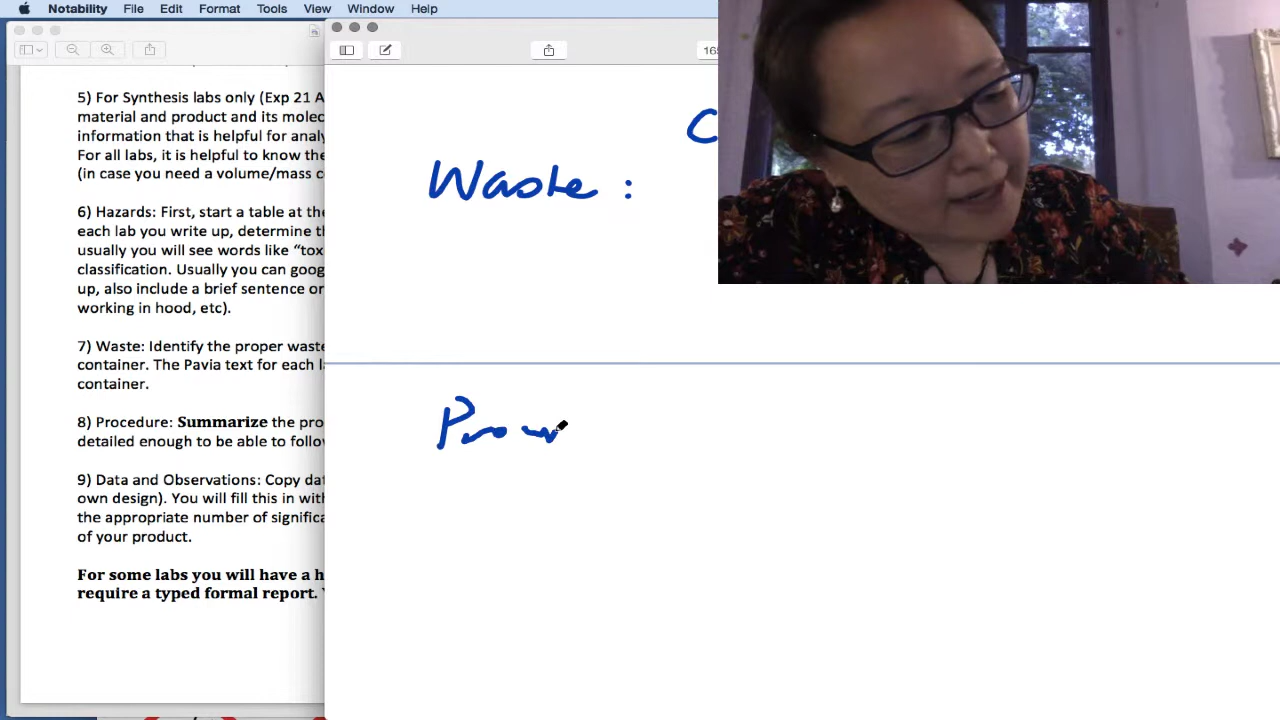 Notability File Edit Format Tools View Window Help
5) For Synthesis labs only (Exp 21 A
material and product and its molec
information that is helpful for analy
For all labs, it is helpful to know the
(in case you need a volume/mass c
6) Hazards: First, start a table at the
each lab you write up, determine th
usually you will see words like “tox
classification. Usually you can goog
up, also include a brief sentence or
working in hood, etc).
7) Waste: Identify the proper waste
container. The Pavia text for each l
container.
8) Procedure: Summarize the pro
detailed enough to be able to follow
9) Data and Observations: Copy dat
own design). You will fill this in with
the appropriate number of significa
of your product.
For some labs you will have a h
require a typed formal report.
165
C
Waste :